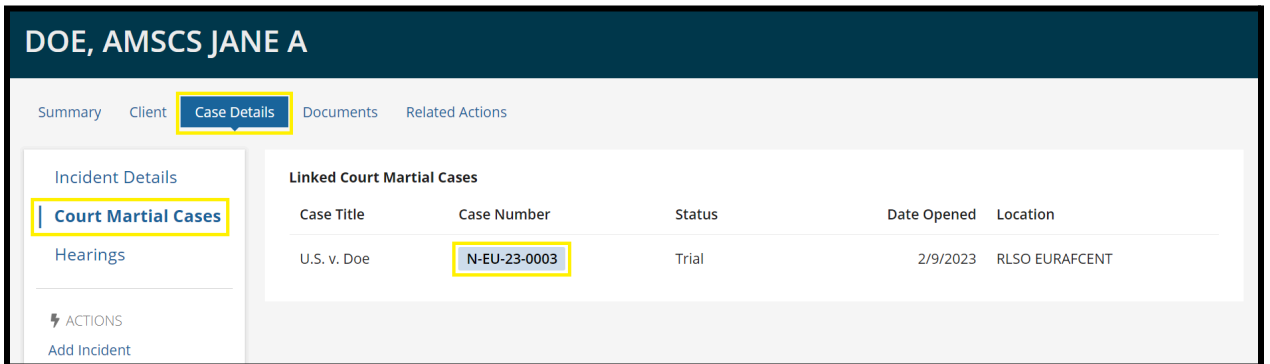 DOE, AMSCS JANE A
Summary Client Case Details Documents Related Actions
Incident Details
Court Martial Cases
Hearings
ACTIONS
Add Incident
Linked Court Martial Cases
Case Title Case Number Status Date Opened Location
U.S. v. Doe N-EU-23-0003 Trial 2/9/2023 RLSO EURAFCENT